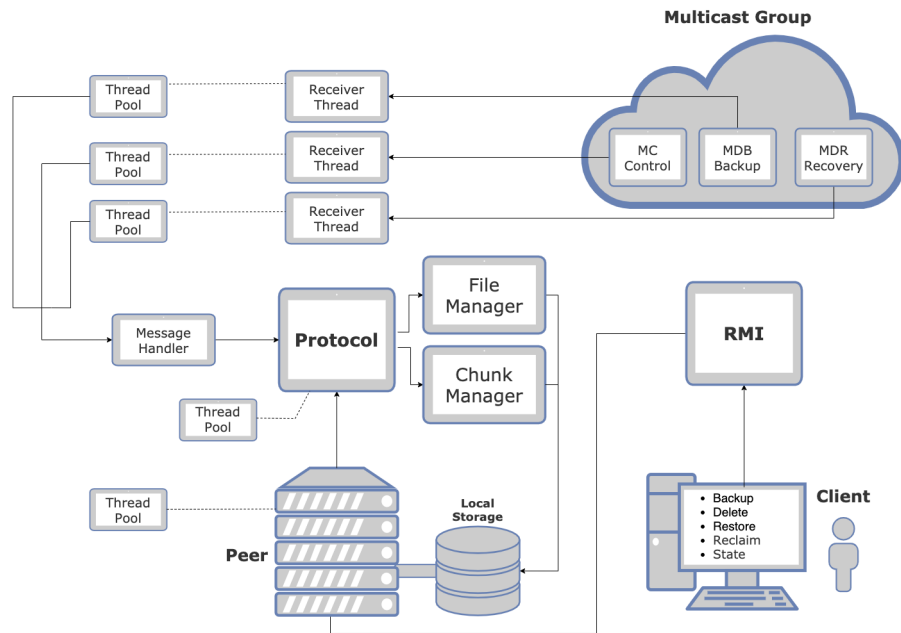 Multicast Group
Thread
Pool
Receiver
Thread
Thread
Pool
Receiver
Thread
MC
Control
MDB
Backup
MDR
Recovery
Thread
Pool
Receiver
Thread
File
Manager
Message
Handler
Protocol
RMI
Chunk
Manager
Thread
Pool
Thread
Pool
Local
Storage
Peer
• Backup
• Delete
• Restore
• Reclaim
• State
Client